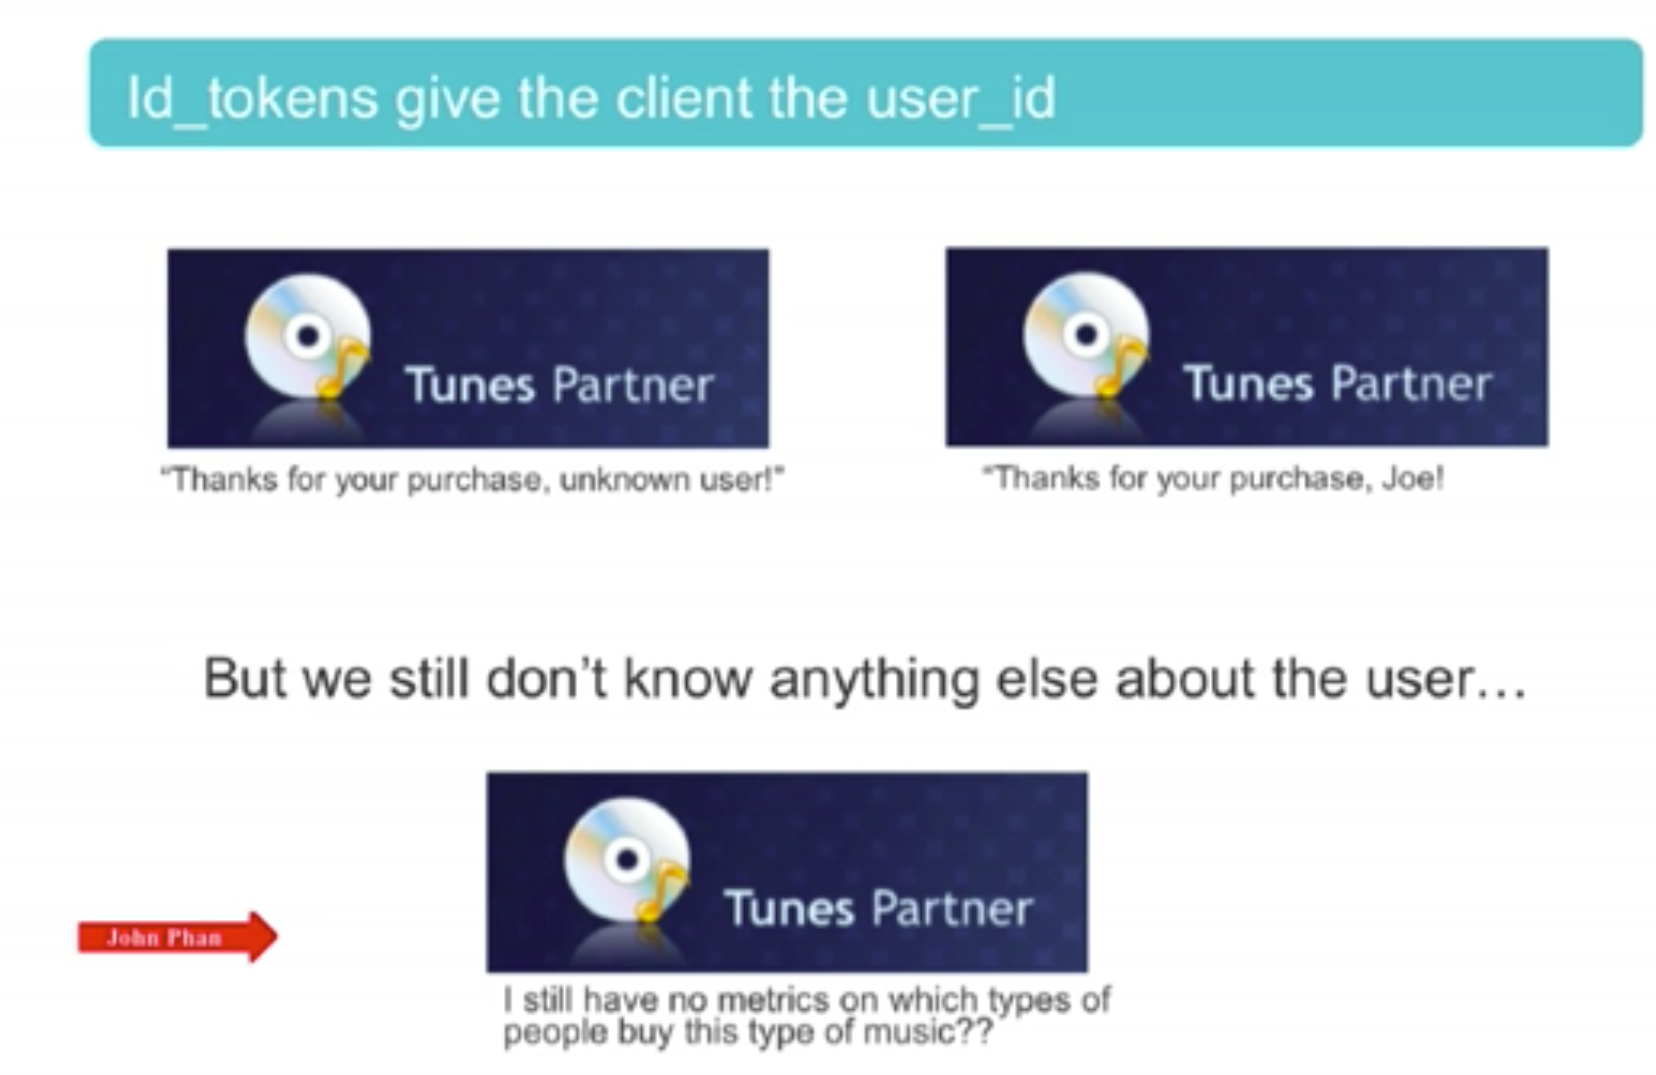 Id_tokens give the client the user_id
Tunes Partner
Tunes Partner
“Thanks for your purchase, unknown user!”
“Thanks for your purchase, Joe!
But we still don’t know anything else about the user…
Tunes Partner
John Phan
I still have no metrics on which types of
people buy this type of music??